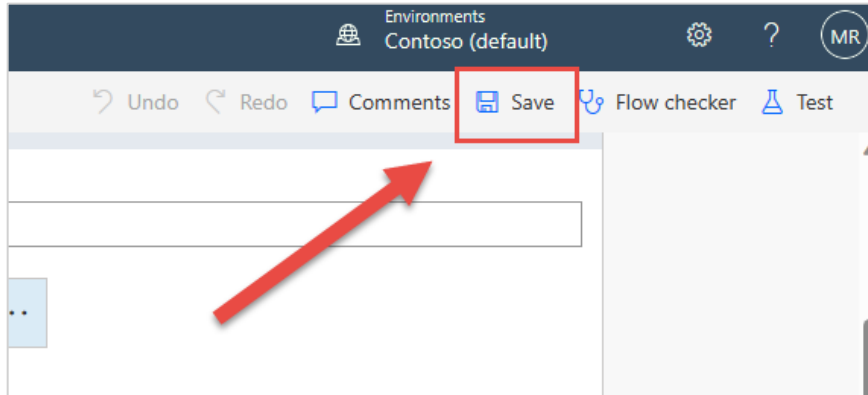 Environments
Contoso (default)
?
MR
Undo
Redo
Comments
Save
Flow checker
Test